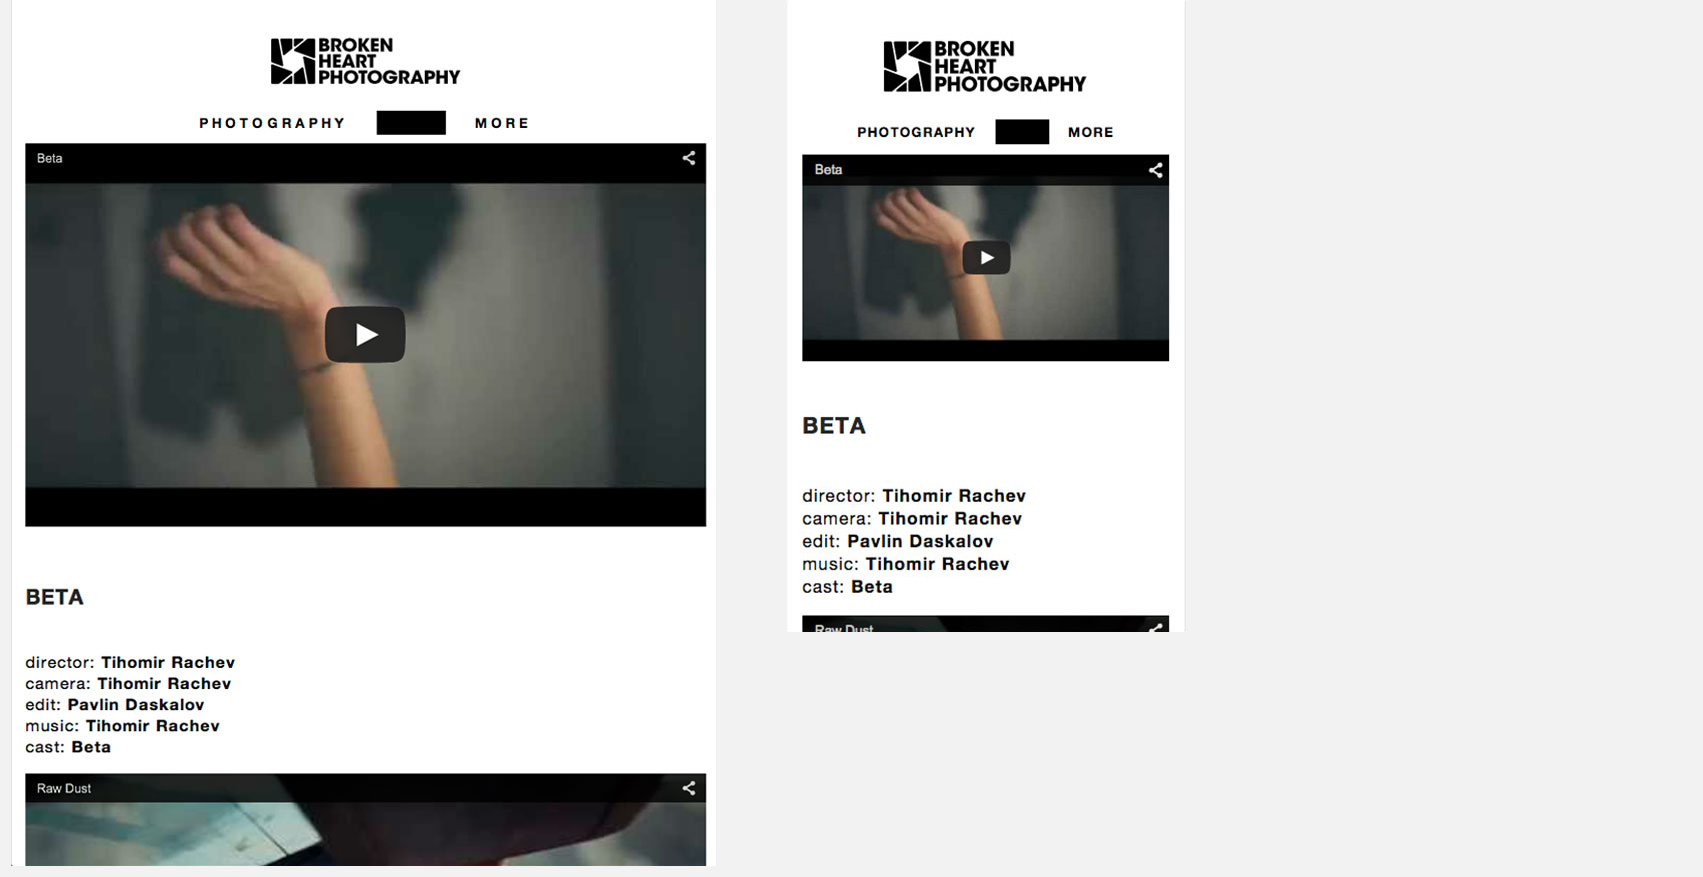 BROKEN
HEART
PHOTOGRAPHY
PHOTOGRAPHY MORE
Beta
BETA
director: Tihomir Rachev
camera: Tihomir Rachev
edit: Pavlin Daskalov
music: Tihomir Rachev
cast: Beta
Raw Dust
BROKEN
HEART
PHOTOGRAPHY
PHOTOGRAPHY MORE
Beta
BETA
director: Tihomir Rachev
camera: Tihomir Rachev
edit: Pavlin Daskalov
music: Tihomir Rachev
cast: Beta
Raw Dust